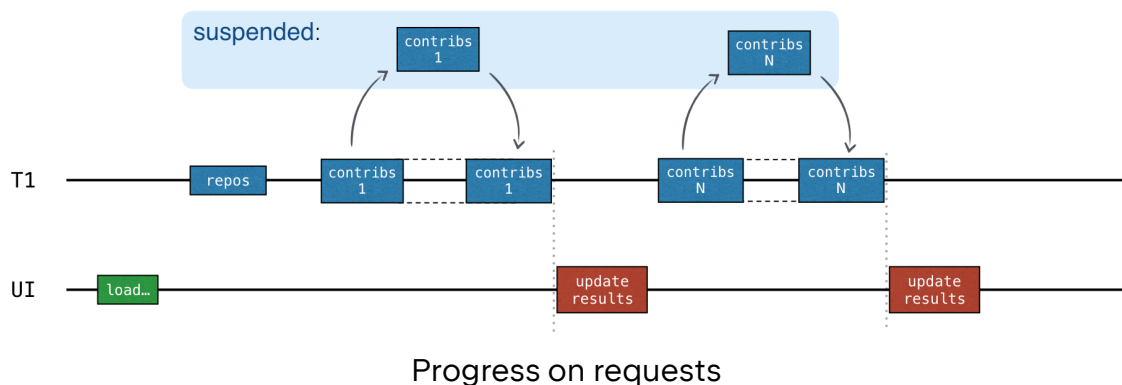 suspended:
contribs
1
contribs
N
T1
repos
contribs
1
contribs
1
contribs
N
contribs
N
UI
load…
update
results
update
results
Progress on requests